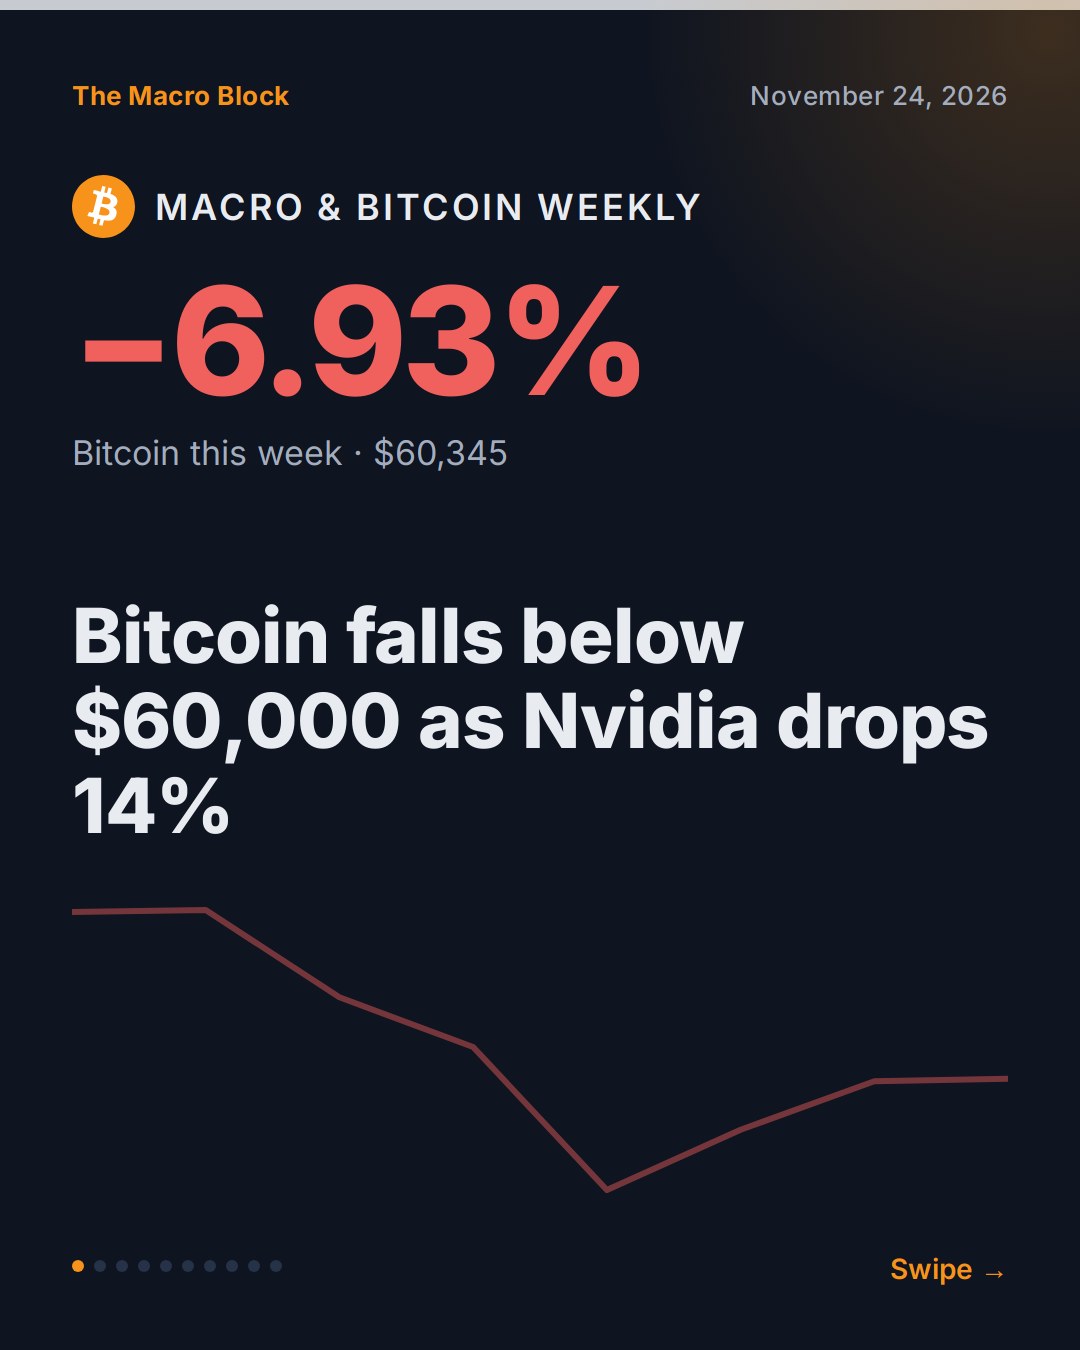 The Macro Block
November 24, 2026
MACRO & BITCOIN WEEKLY
−6.93%
Bitcoin this week · $60,345
Bitcoin falls below
$60,000 as Nvidia drops
14%
Swipe →